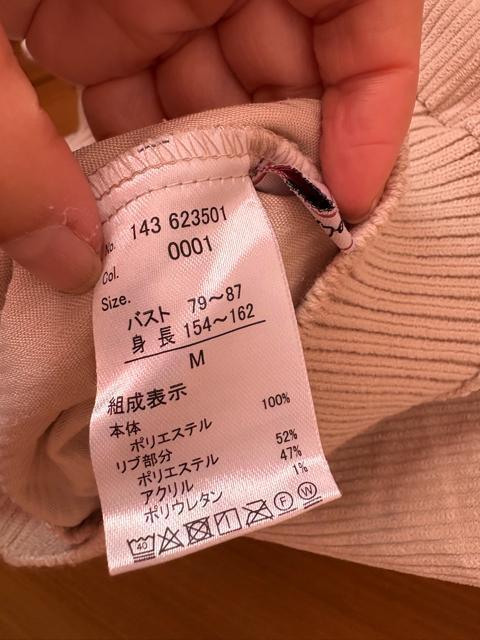 No. 143 623501
Col. 0001
Size.
バスト 79～87
身長 154～162
M
組成表示
本体
ポリエステル 100%
リブ部分
ポリエステル 52%
アクリル 47%
ポリウレタン 1%
40 F W